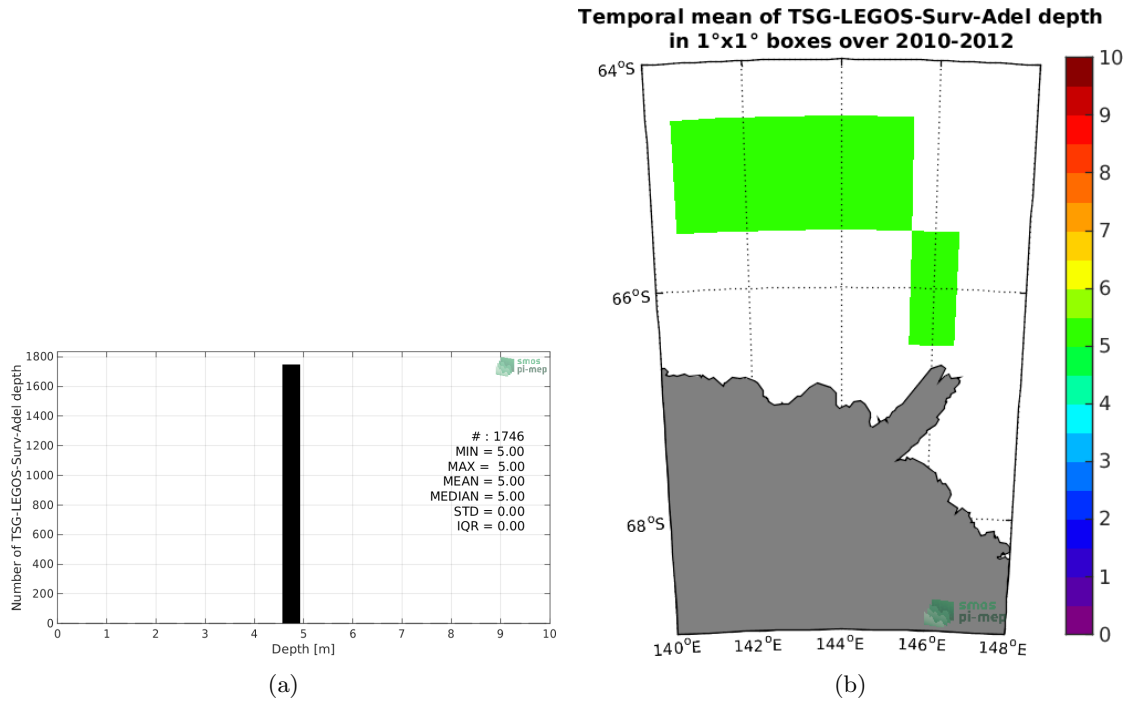 Temporal mean of TSG-LEGOS-Surv-Adel depth
in 1°x1° boxes over 2010-2012
Number of TSG-LEGOS-Surv-Adel depth
1800
1600
1400
1200
1000
800
600
400
200
0
0 1 2 3 4 5 6 7 8 9 10
Depth [m]
smos
pi-mep
# : 1746
MIN = 5.00
MAX = 5.00
MEAN = 5.00
MEDIAN = 5.00
STD = 0.00
IQR = 0.00
(a)
64°S
66°S
68°S
140°E 142°E 144°E 146°E 148°E
smos
pi-mep
10
9
8
7
6
5
4
3
2
1
0
(b)